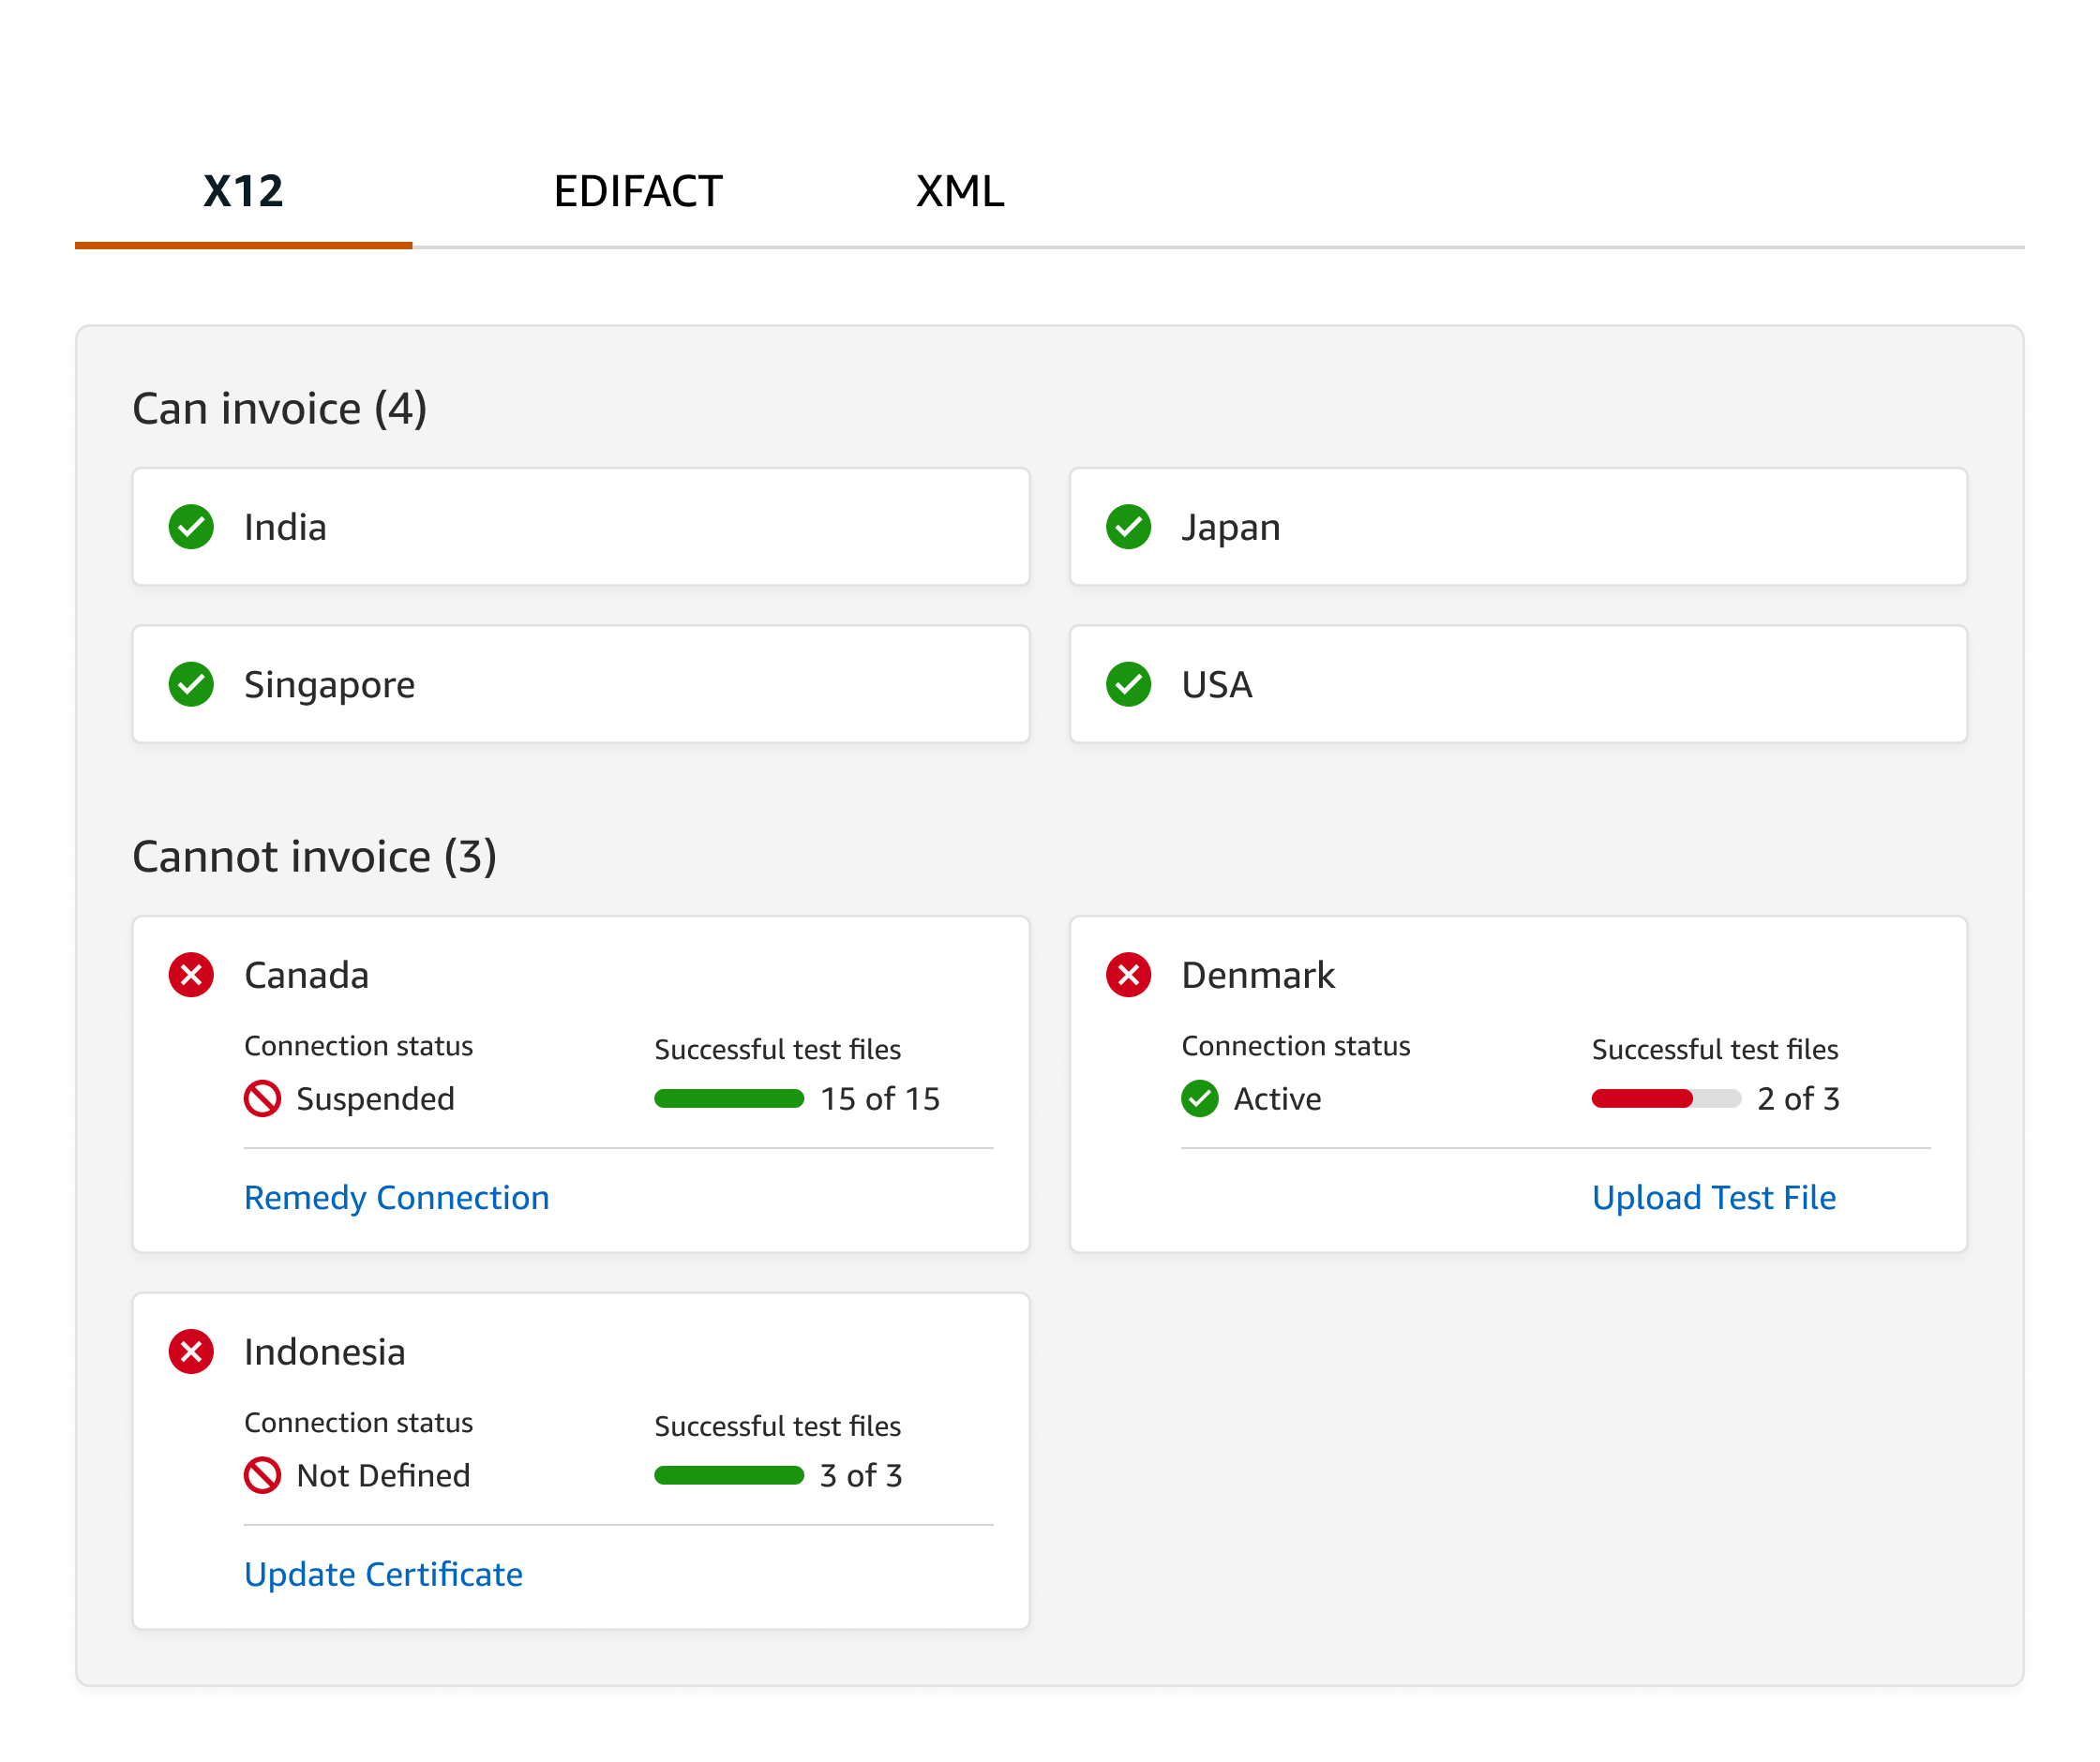 X12 EDIFACT XML
Can invoice (4)
India
Japan
Singapore
USA
Cannot invoice (3)
Canada
Connection status
Successful test files
Suspended
15 of 15
Remedy Connection
Denmark
Connection status
Successful test files
Active
2 of 3
Upload Test File
Indonesia
Connection status
Successful test files
Not Defined
3 of 3
Update Certificate